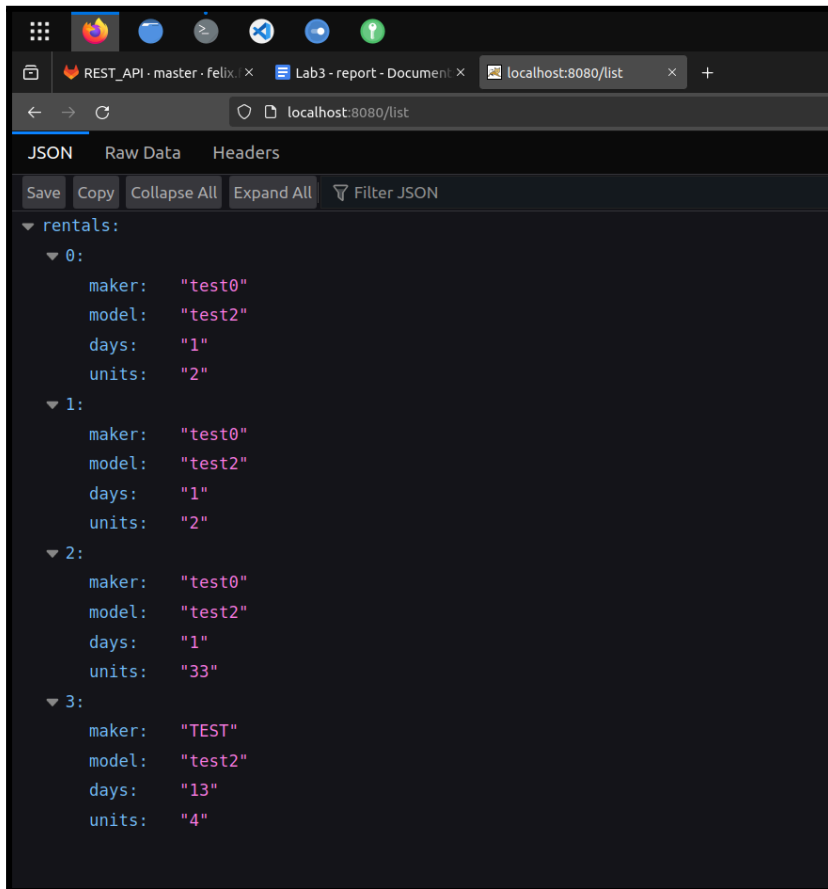 REST_API · master · felix.f
Lab3 - report - Document
localhost:8080/list
localhost:8080/list
JSON Raw Data Headers
Save Copy Collapse All Expand All Filter JSON
rentals:
0:
maker: "test0"
model: "test2"
days: "1"
units: "2"
1:
maker: "test0"
model: "test2"
days: "1"
units: "2"
2:
maker: "test0"
model: "test2"
days: "1"
units: "33"
3:
maker: "TEST"
model: "test2"
days: "13"
units: "4"